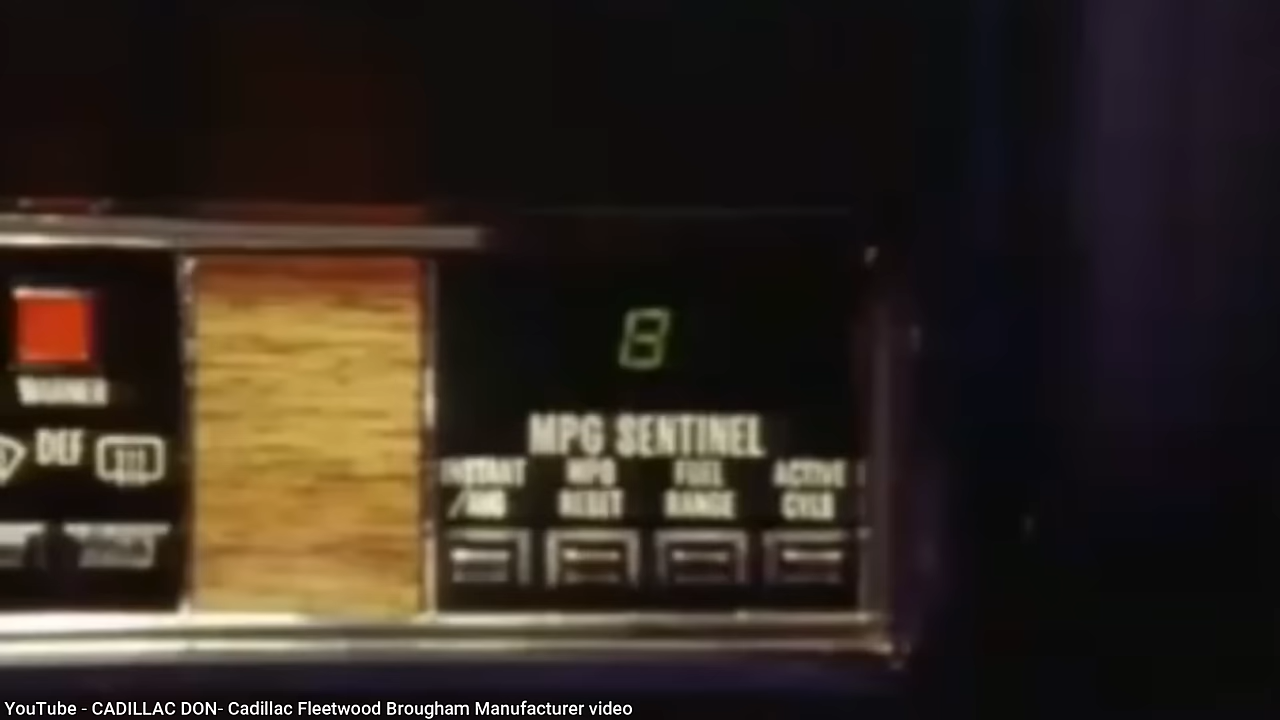 8
MPG SENTINEL
INSTANT MPG FUEL ACTIVE
/AVG RESET RANGE CYLS
WARMER
DEF
YouTube - CADILLAC DON- Cadillac Fleetwood Brougham Manufacturer video